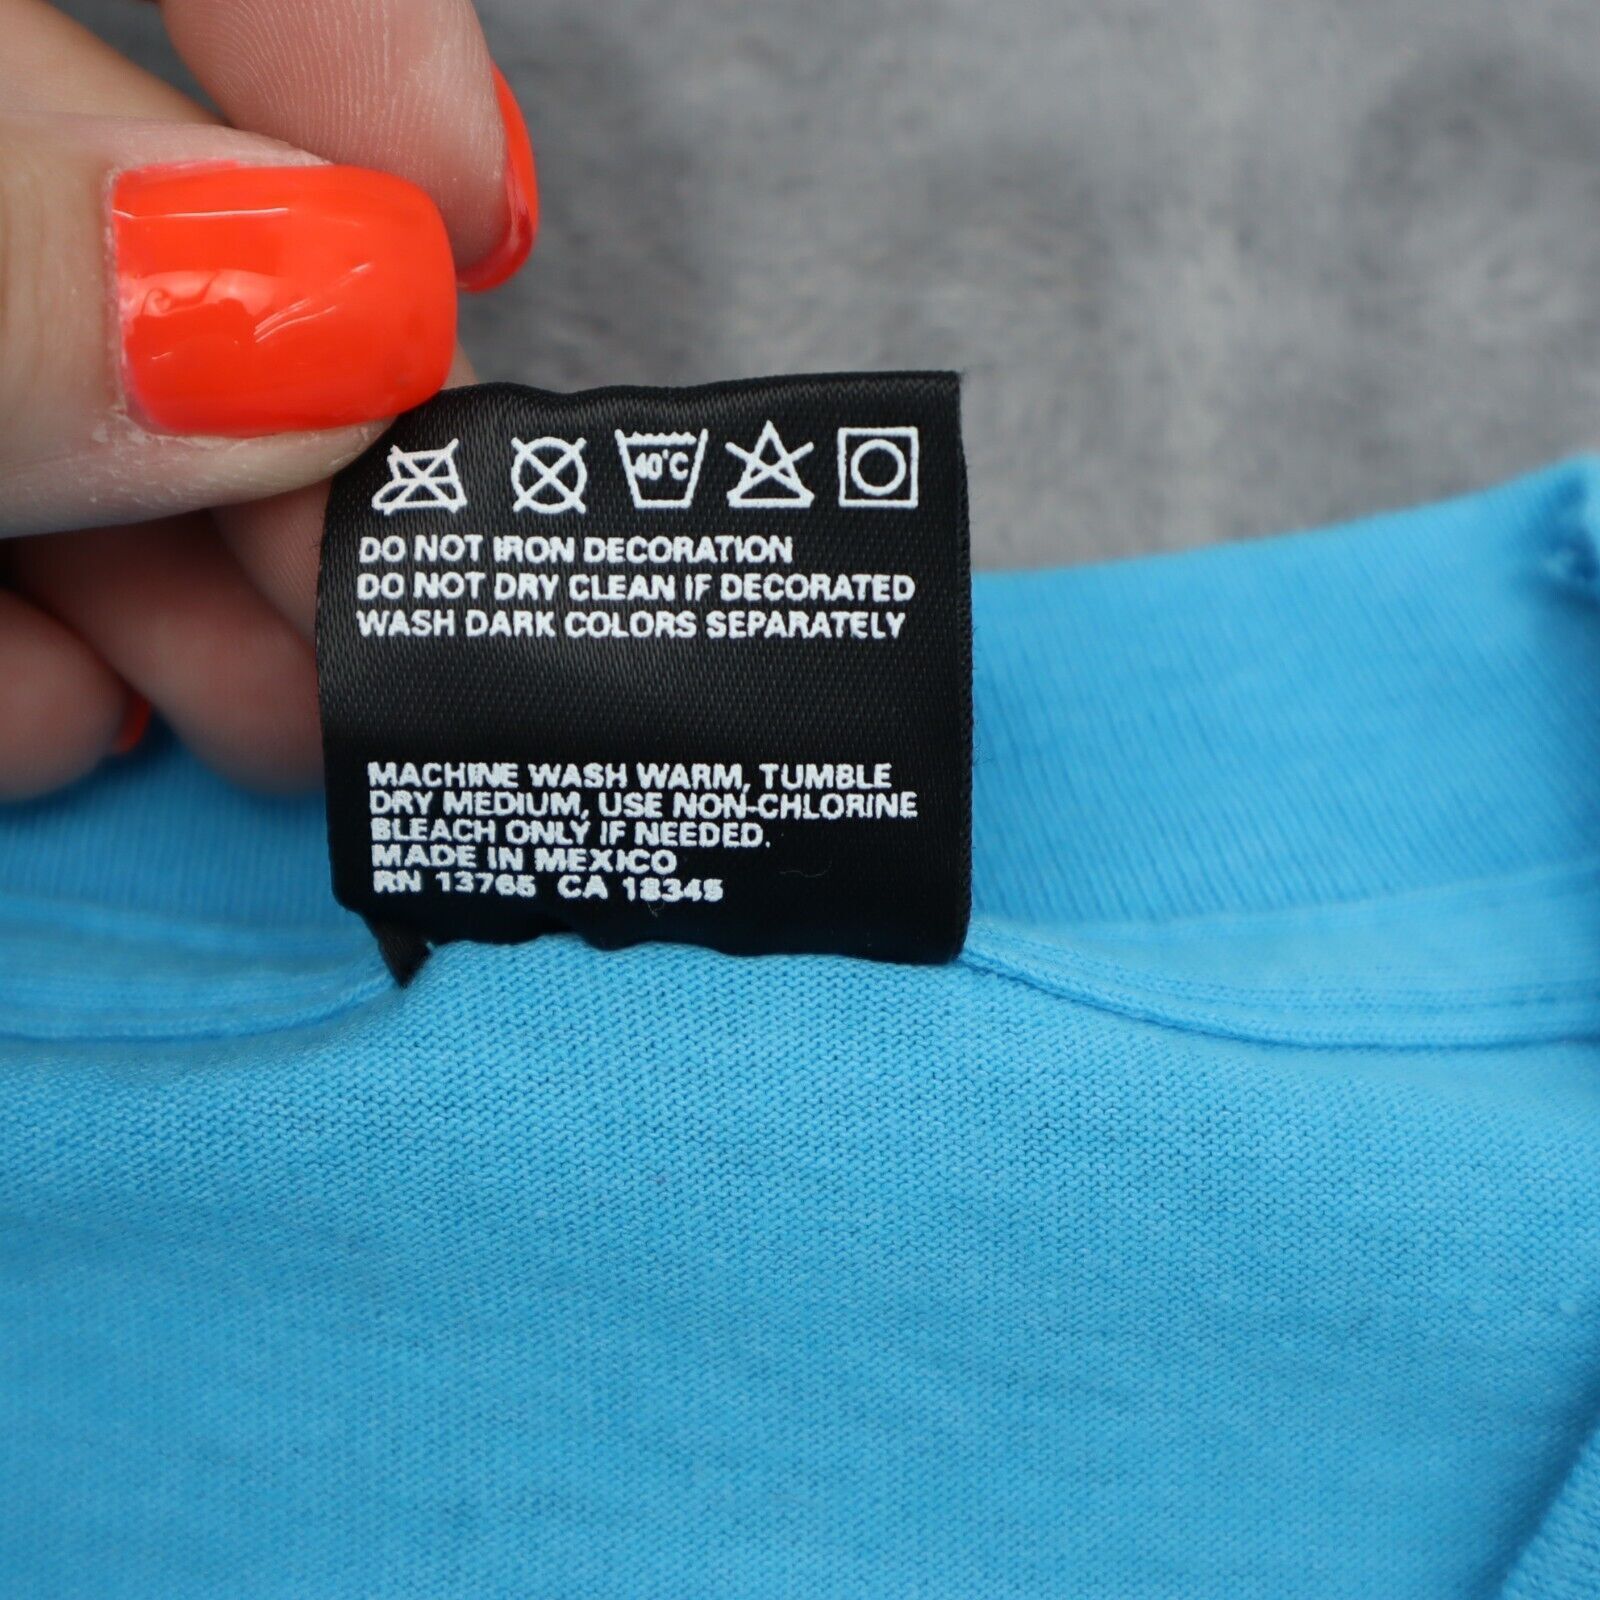 40°C
DO NOT IRON DECORATION
DO NOT DRY CLEAN IF DECORATED
WASH DARK COLORS SEPARATELY
MACHINE WASH WARM, TUMBLE
DRY MEDIUM, USE NON-CHLORINE
BLEACH ONLY IF NEEDED.
MADE IN MEXICO
RN 13765 CA 18345